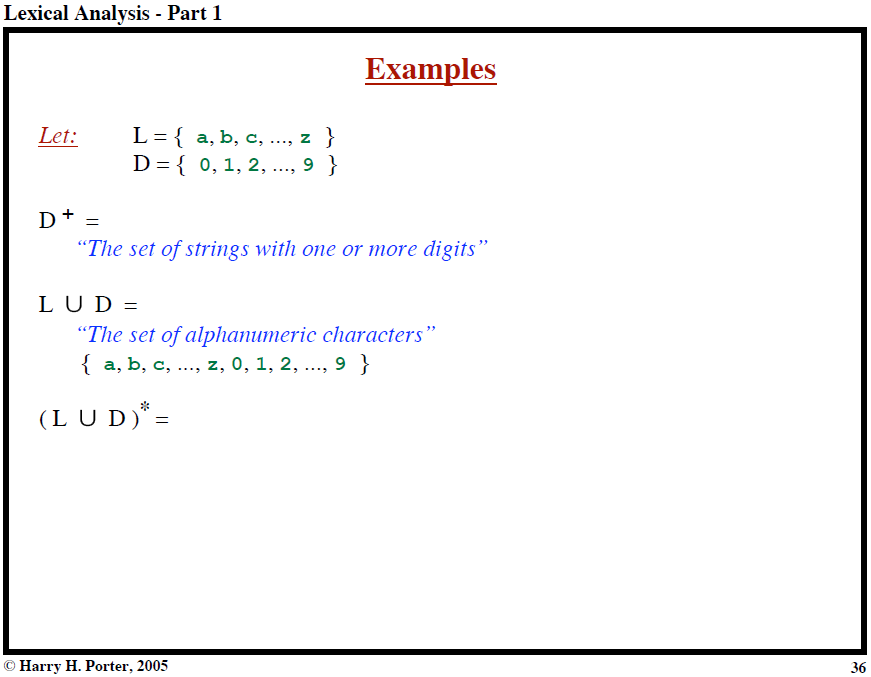 Lexical Analysis - Part 1
Examples
Let: L = { a, b, c, ..., z }
D = { 0, 1, 2, ..., 9 }
D + =
“The set of strings with one or more digits”
L ∪ D =
“The set of alphanumeric characters”
{ a, b, c, ..., z, 0, 1, 2, ..., 9 }
( L ∪ D )* =
© Harry H. Porter, 2005 36